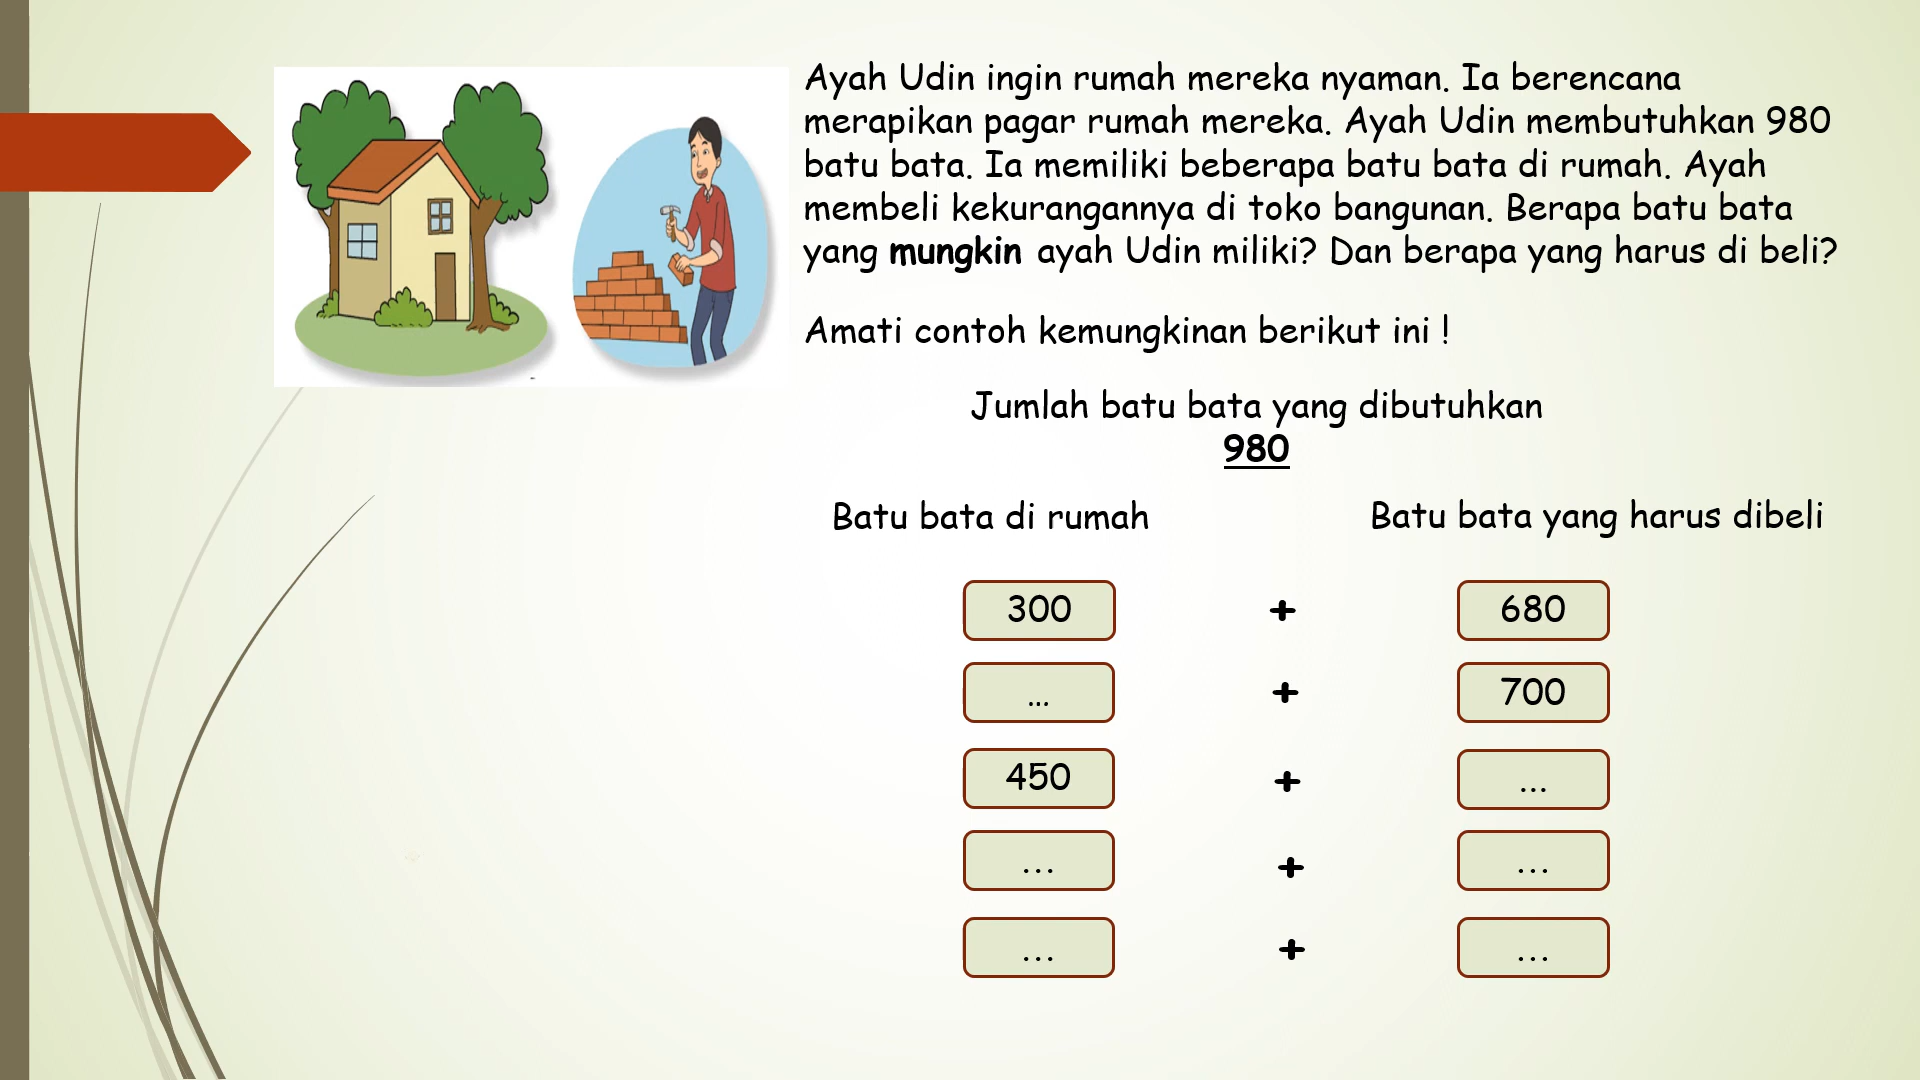 Ayah Udin ingin rumah mereka nyaman. Ia berencana
merapikan pagar rumah mereka. Ayah Udin membutuhkan 980
batu bata. Ia memiliki beberapa batu bata di rumah. Ayah
membeli kekurangannya di toko bangunan. Berapa batu bata
yang mungkin ayah Udin miliki? Dan berapa yang harus di beli?
Amati contoh kemungkinan berikut ini !
Jumlah batu bata yang dibutuhkan
980
Batu bata di rumah Batu bata yang harus dibeli
300 + 680
... + 700
450 + ...
... + ...
... + ...